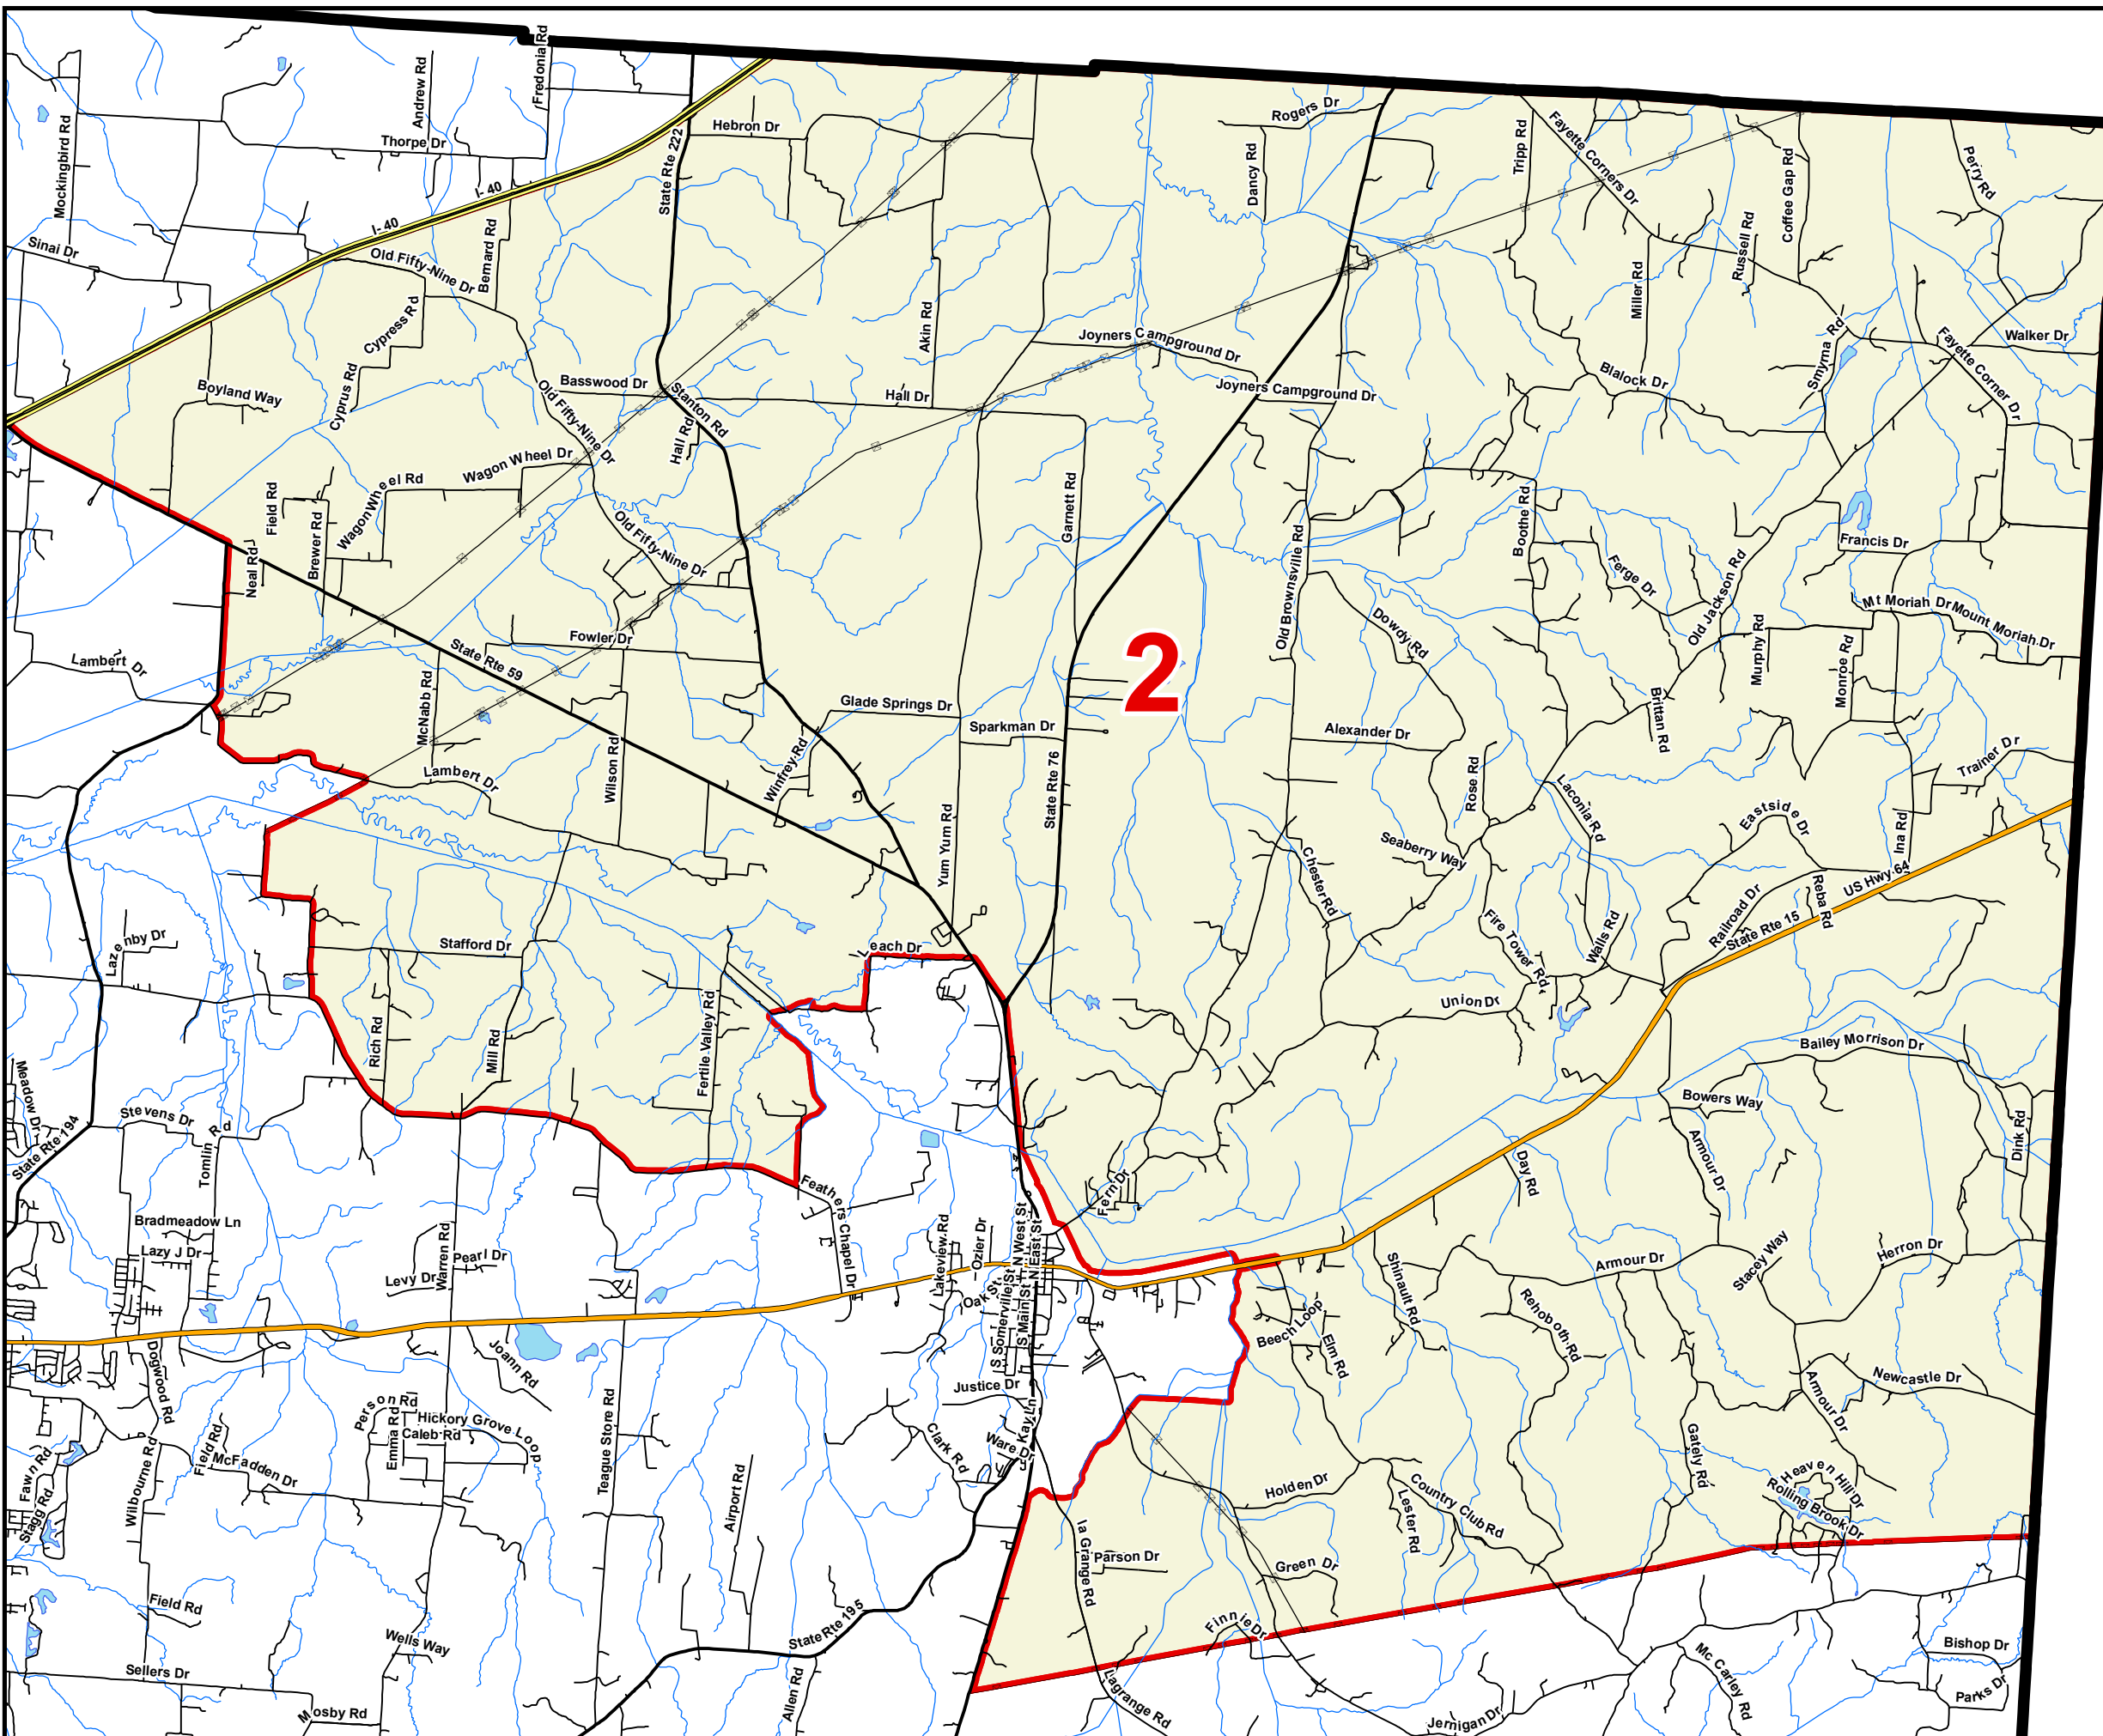 Fredonia Rd
Andrew Rd
Mockingbird Rd
Thorpe Dr
State Rte 222
Hebron Dr
Rogers Dr
Dancy Rd
Tripp Rd
Fayette Corners Dr
Coffee Gap Rd
Perry Rd
I- 40
I- 40
Sinai Dr
Old Fifty-Nine Dr
Bernard Rd
Cypress Rd
Akin Rd
Miller Rd
Russell Rd
Joyners Campground Dr
Joyners Campground Dr
Smyrna Rd
Fayette Corner Dr
Walker Dr
Boyland Way
Cyprus Rd
Basswood Dr
Stanton Rd
Hall Rd
Hall Dr
Old Fifty-Nine Dr
Blalock Dr
Wagon Wheel Dr
Wagon Wheel Rd
Field Rd
Brewer Rd
Neal Rd
Old Fifty-Nine Dr
Garnett Rd
Old Brownsville Rd
Boothe Rd
Ferge Dr
Old Jackson Rd
Francis Dr
Mt Moriah Dr
Mount Moriah Dr
Murphy Rd
Monroe Rd
Dowdy Rd
Lambert Dr
Fowler Dr
State Rte 59
McNabb Rd
Glade Springs Dr
Sparkman Dr
2
Alexander Dr
Brittan Rd
Trainer Dr
Lambert Dr
Wilson Rd
Winfrey Rd
Yum Yum Rd
State Rte 76
Rose Rd
Laconia Rd
Eastside Dr
Ina Rd
Seaberry Way
Chester Rd
US Hwy 64
Reba Rd
Railroad Dr
State Rte 15
Fire Tower Rd
Walls Rd
Lazenby Dr
Stafford Dr
Leach Dr
Union Dr
Rich Rd
Mill Rd
Fertile Valley Rd
Bailey Morrison Dr
Bowers Way
Meadow Dr
Stevens Dr
Tomlin Rd
State Rte 194
Armour Dr
Dink Rd
Day Rd
Fern Dr
Feathers Chapel Dr
Bradmeadow Ln
Lazy J Dr
Warren Rd
Pearl Dr
Levy Dr
Lakeview Rd
Ozier Dr
N West St
N East St
Oak St
S Somerville St
S Main St
Armour Dr
Stacey Way
Herron Dr
Shinault Rd
Rehoboth Rd
Beech Loop
Elm Rd
Dogwood Rd
Joann Rd
Justice Dr
Newcastle Dr
Armour Dr
Person Rd
Emma Rd
Hickory Grove Loop
Caleb Rd
Teague Store Rd
Clark Rd
Ware Dr
Kay Ln
Gately Rd
Fawn Rd
Stagg Rd
Wilbourne Rd
Field Rd
McFadden Dr
Airport Rd
Holden Dr
Lester Rd
Country Club Rd
Heaven Hill Dr
Rolling Brook Dr
la Grange Rd
Parson Dr
Green Dr
Finnie Dr
Field Rd
State Rte 195
Wells Way
Sellers Dr
Mosby Rd
Allen Rd
Lagrange Rd
Jernigan Dr
Mc Carley Rd
Bishop Dr
Parks Dr